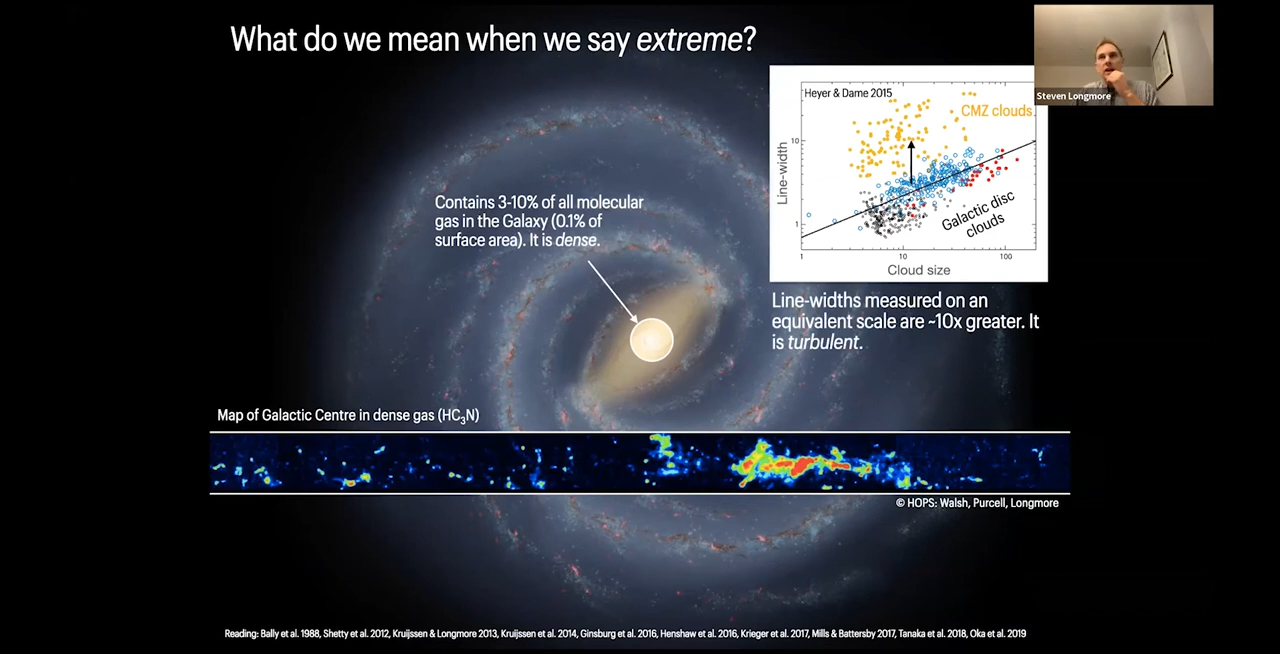 What do we mean when we say extreme?
Steven Longmore
Heyer & Dame 2015
CMZ clouds
Line-width
10
1
Galactic disc
clouds
1
10
100
Cloud size
Contains 3-10% of all molecular
gas in the Galaxy (0.1% of
surface area). It is dense.
Line-widths measured on an
equivalent scale are ~10x greater. It
is turbulent.
Map of Galactic Centre in dense gas (HC₃N)
© HOPS: Walsh, Purcell, Longmore
Reading: Bally et al. 1988, Shetty et al. 2012, Kruijssen & Longmore 2013, Kruijssen et al. 2014, Ginsburg et al. 2016, Henshaw et al. 2016, Krieger et al. 2017, Mills & Battersby 2017, Tanaka et al. 2018, Oka et al. 2019